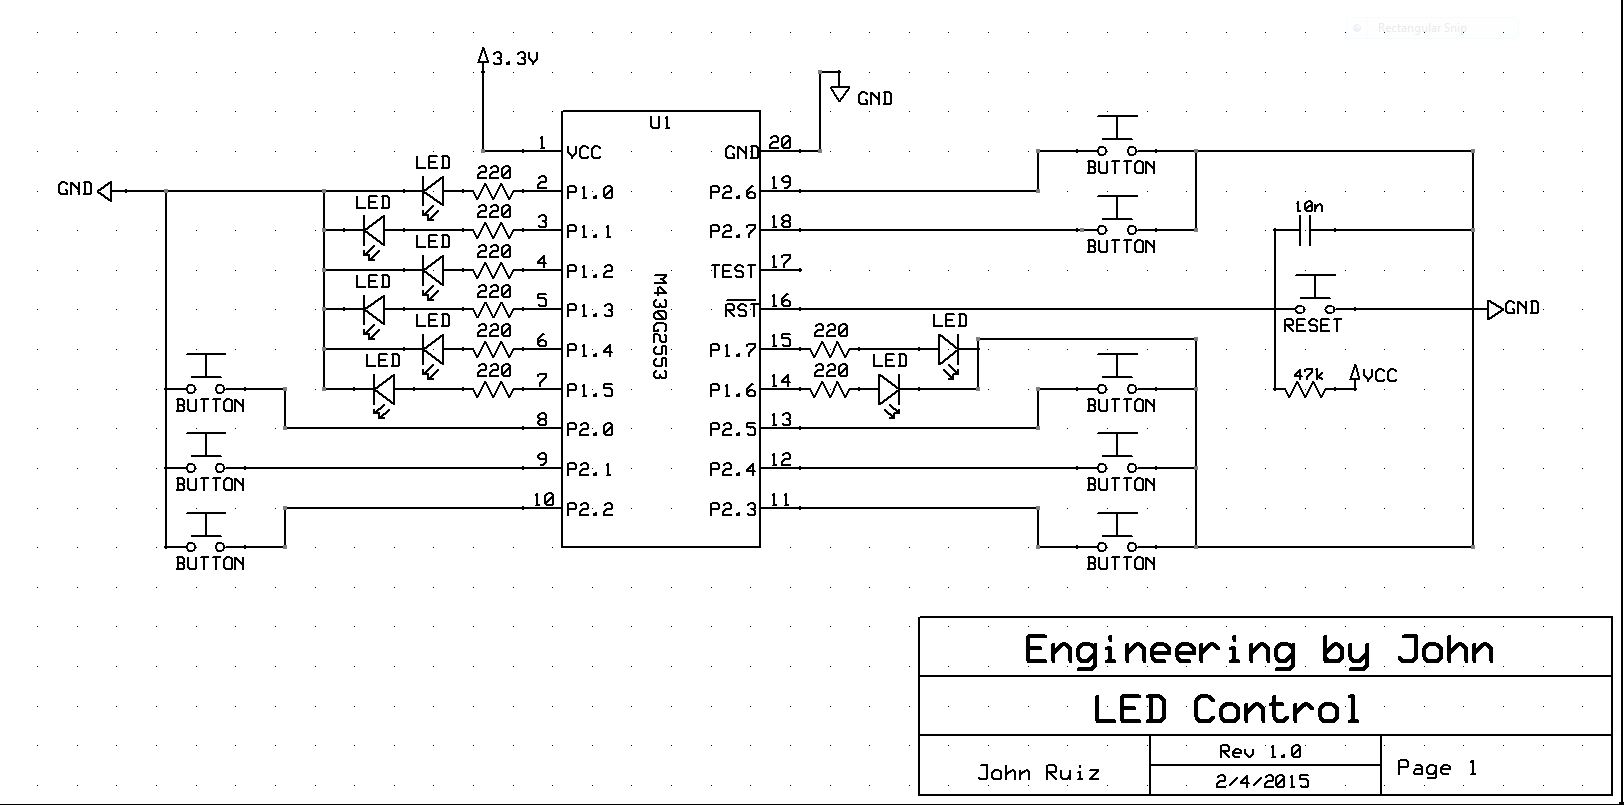 Rectangular Snip
3.3V
GND
U1
1 VCC GND 20
LED 220 2 P1.0 P2.6 19 BUTTON
GND
LED 220 3 P1.1 P2.7 18 BUTTON
10n
LED 220 4 P1.2 TEST 17
LED 220 5 P1.3 RST 16 RESET GND
M430G2553
LED 220 6 P1.4 P1.7 15 220 LED
LED 220 7 P1.5 P1.6 14 220 LED 47k VCC
BUTTON BUTTON
8 P2.0 P2.5 13
9 P2.1 P2.4 12
BUTTON BUTTON
10 P2.2 P2.3 11
BUTTON BUTTON
Engineering by John
LED Control
John Ruiz
Rev 1.0
2/4/2015
Page 1